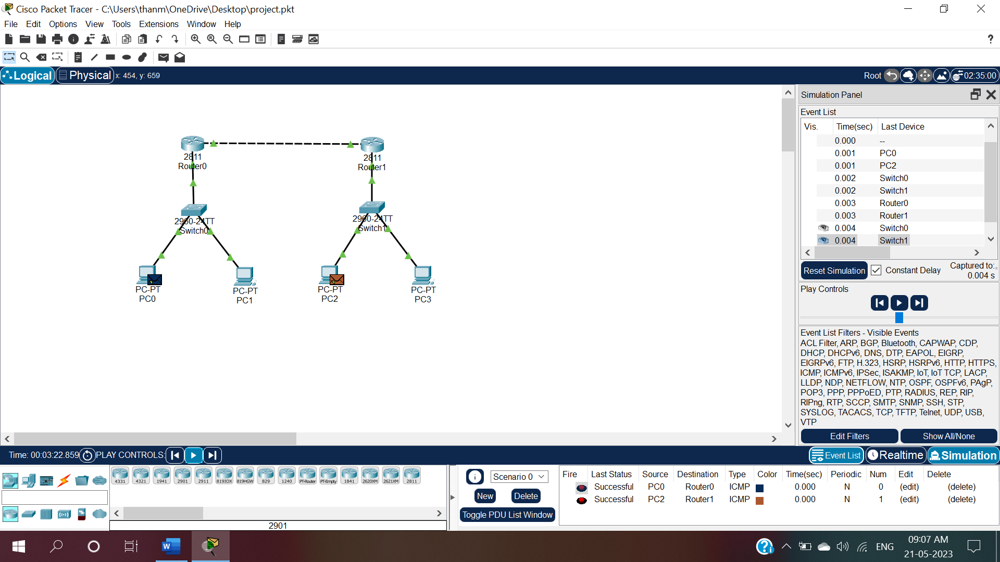 Cisco Packet Tracer - C:\Users\thanm\OneDrive\Desktop\project.pkt
File Edit Options View Tools Extensions Window Help
?
Logical Physical x: 454, y: 659
Root 02:35:00
2811
Router0
2811
Router1
2960-24TT
Switch0
2960-24TT
Switch1
PC-PT
PC0
PC-PT
PC1
PC-PT
PC2
PC-PT
PC3
Simulation Panel
Event List
Vis. Time(sec) Last Device
0.000 --
0.001 PC0
0.001 PC2
0.002 Switch0
0.002 Switch1
0.003 Router0
0.003 Router1
0.004 Switch0
0.004 Switch1
Reset Simulation Constant Delay Captured to:
0.004 s
Play Controls
Event List Filters - Visible Events
ACL Filter, ARP, BGP, Bluetooth, CAPWAP, CDP,
DHCP, DHCPv6, DNS, DTP, EAPOL, EIGRP,
EIGRPv6, FTP, H.323, HSRP, HSRPv6, HTTP, HTTPS,
ICMP, ICMPv6, IPSec, ISAKMP, IoT, IoT TCP, LACP,
LLDP, NDP, NETFLOW, NTP, OSPF, OSPFv6, PAgP,
POP3, PPP, PPPoED, PTP, RADIUS, REP, RIP,
RIPng, RTP, SCCP, SMTP, SNMP, SSH, STP,
SYSLOG, TACACS, TCP, TFTP, Telnet, UDP, USB,
VTP
Edit Filters Show All/None
Time: 00:03:22.859 PLAY CONTROLS:
Event List Realtime Simulation
4331 4321 1941 2901 2911 819IOX 819HGW 829 1240 PT-Router PT-Empty 1841 2620XM 2621XM 2811
2901
Scenario 0
New Delete
Toggle PDU List Window
Fire Last Status Source Destination Type Color Time(sec) Periodic Num Edit Delete
Successful PC0 Router0 ICMP 0.000 N 0 (edit) (delete)
Successful PC2 Router1 ICMP 0.000 N 1 (edit) (delete)
ENG
09:07 AM
21-05-2023